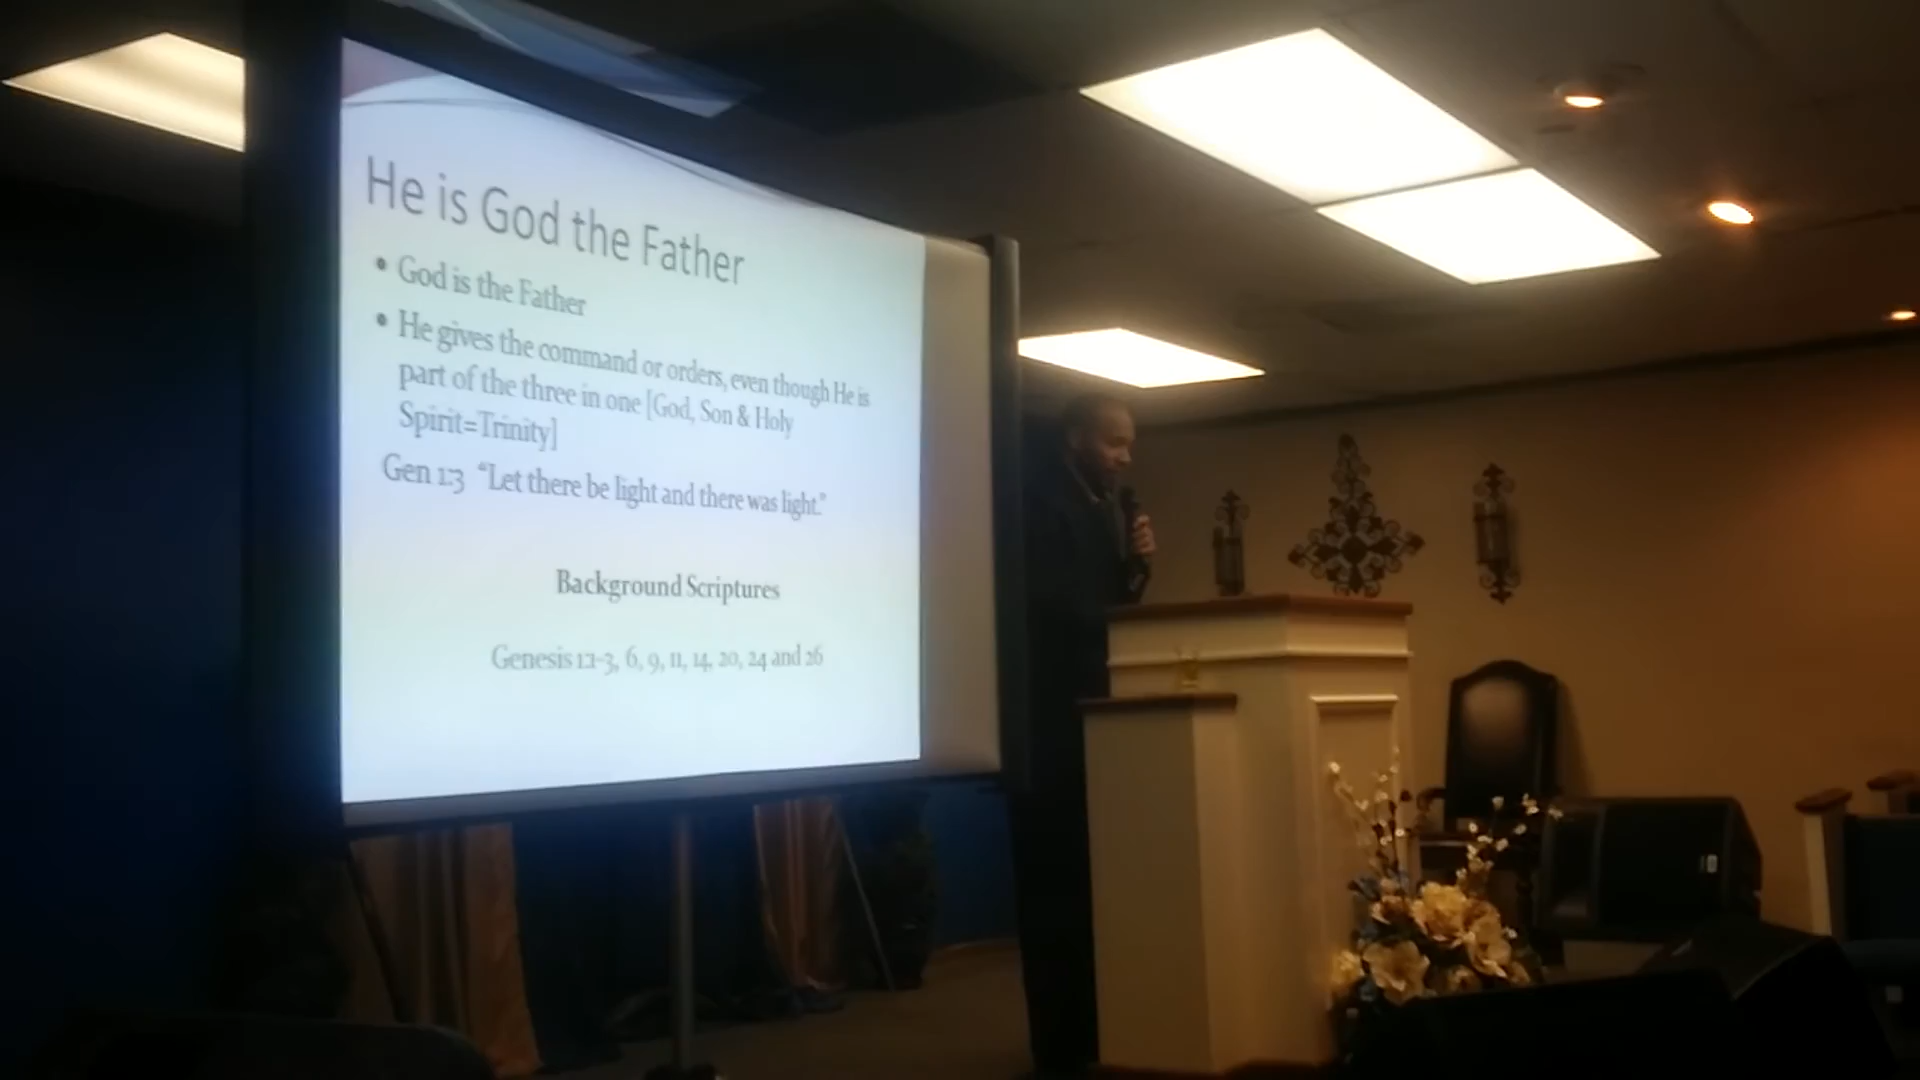 He is God the Father
• God is the Father
• He gives the command or orders, even though He is
part of the three in one [God, Son & Holy
Spirit=Trinity]
Gen 1:3 “Let there be light and there was light.”
Background Scriptures
Genesis 1:1-3, 6, 9, 11, 14, 20, 24 and 26